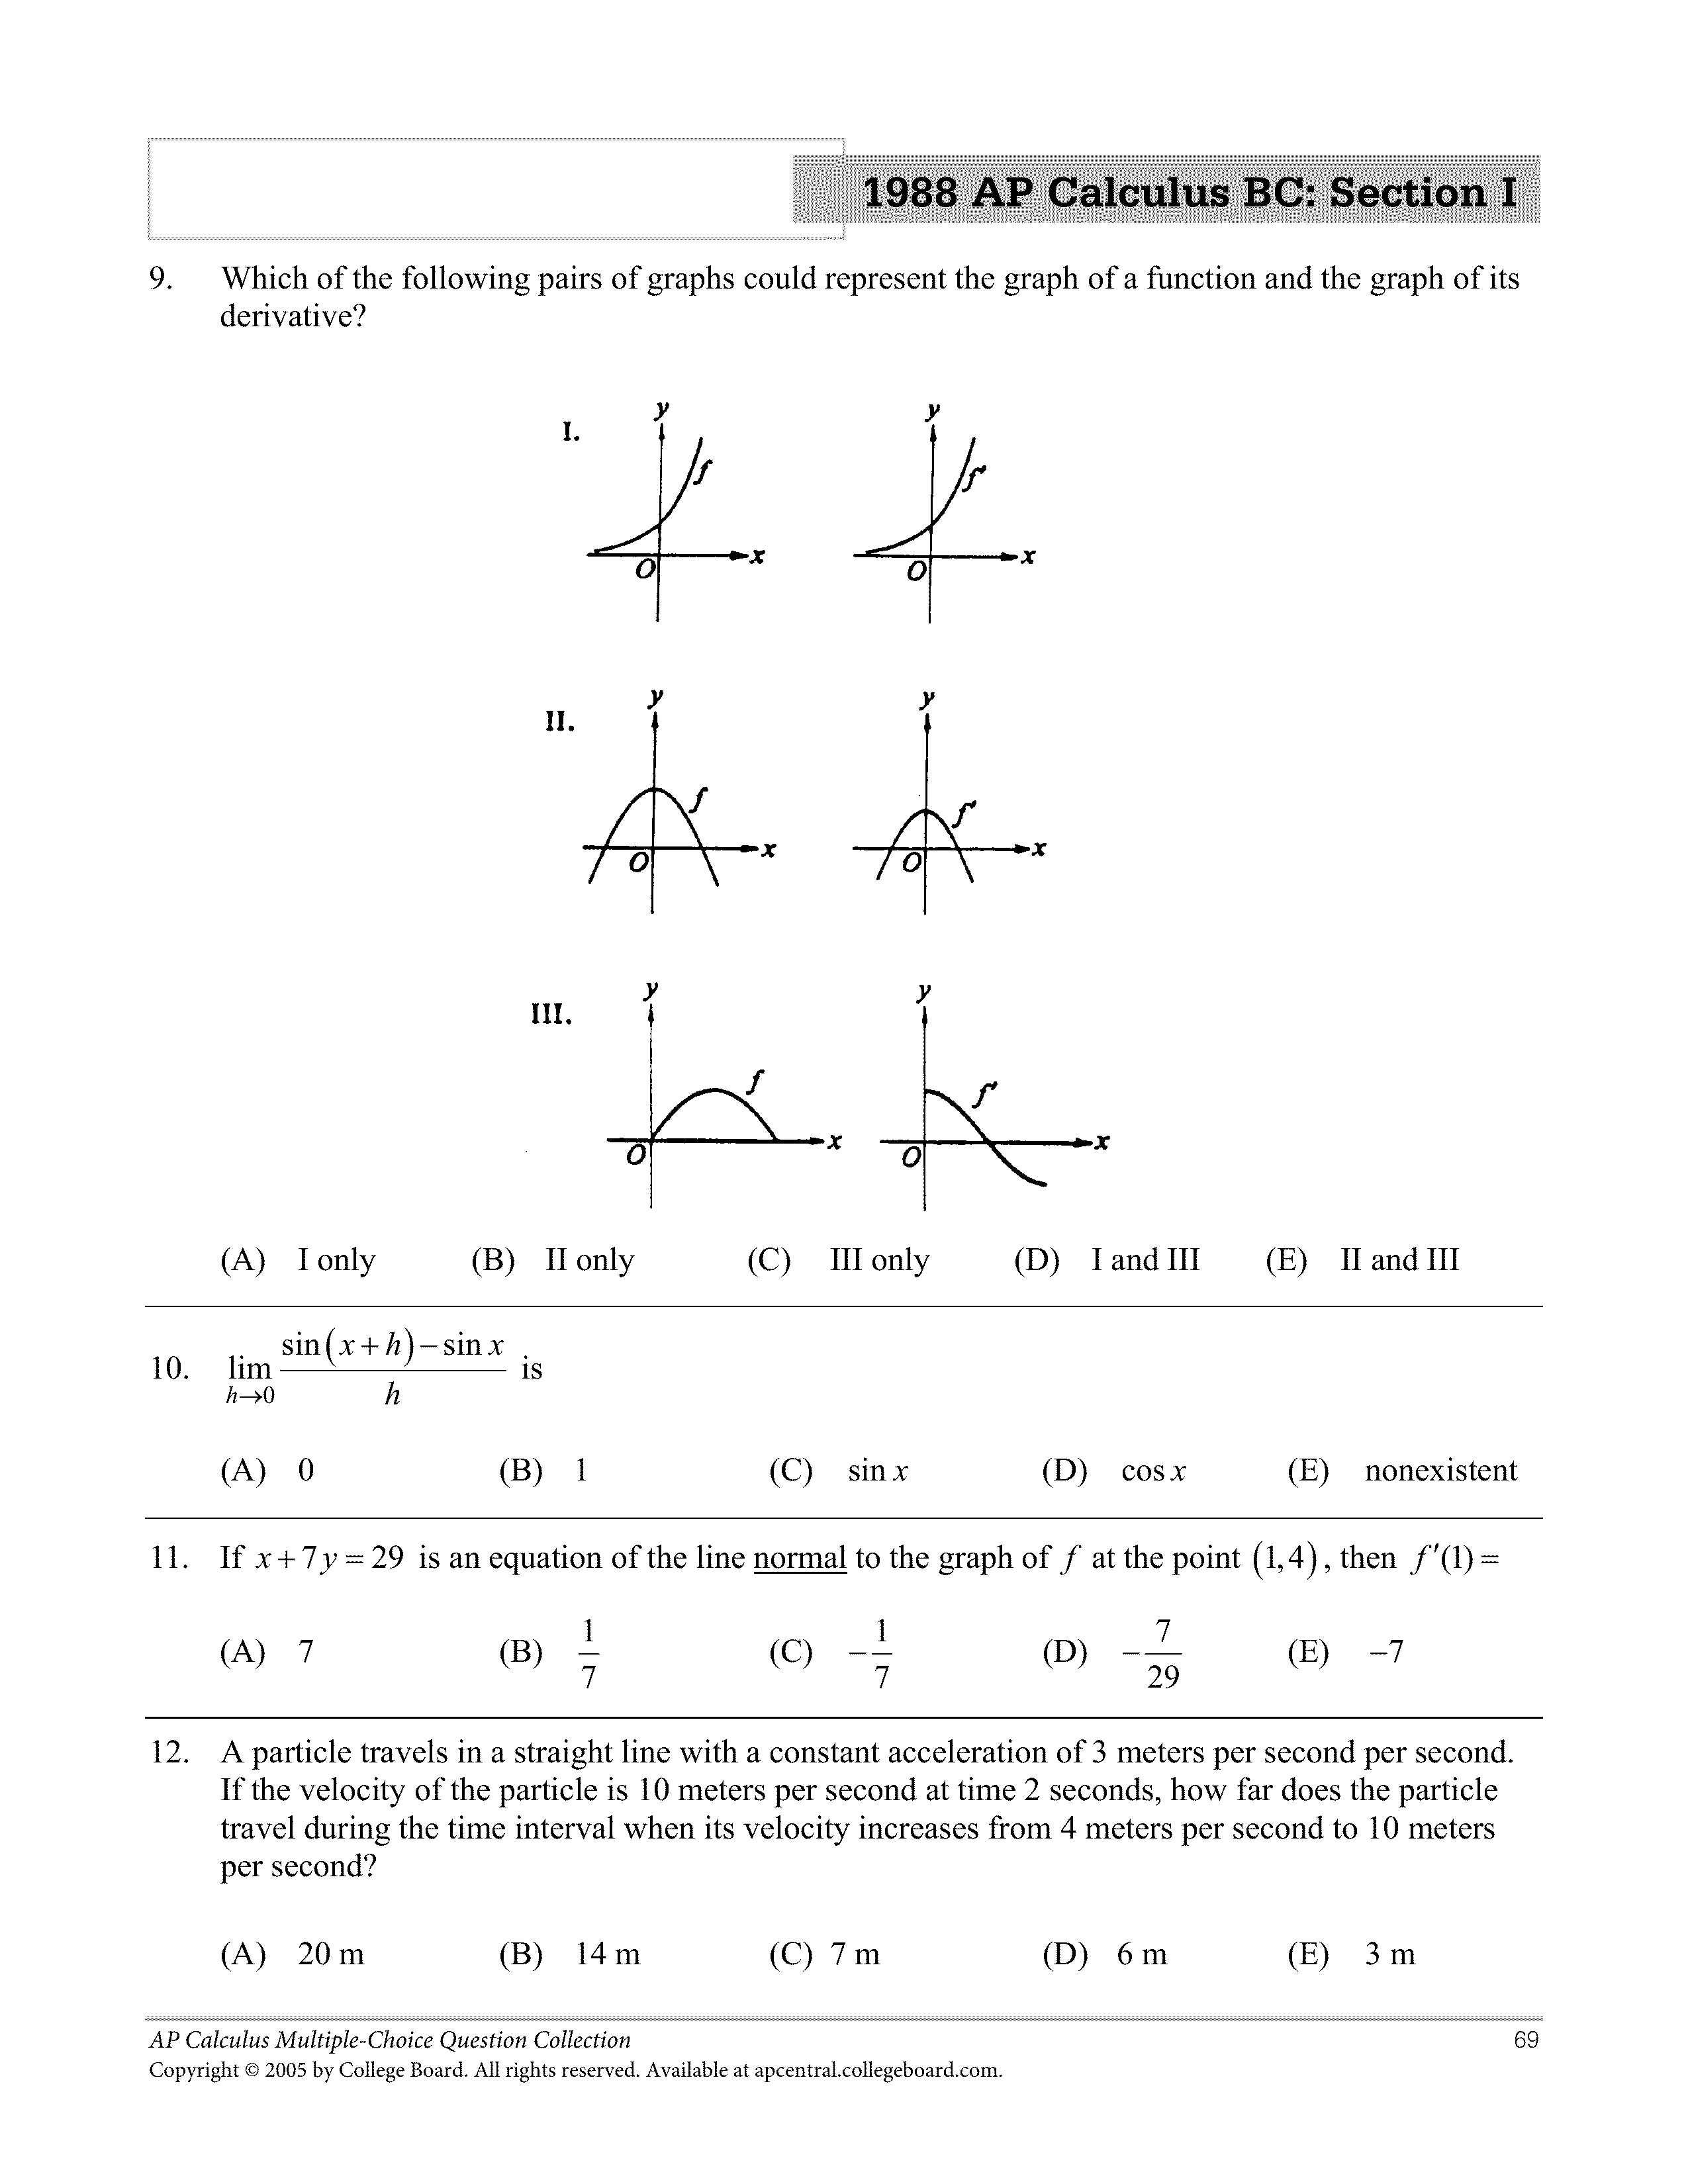 1988 AP Calculus BC: Section I
9. Which of the following pairs of graphs could represent the graph of a function and the graph of its
derivative?
y y
I. f f′
x x
O O
y y
II. f f′
x x
O O
y y
III. f f′
x x
O O
(A) I only (B) II only (C) III only (D) I and III (E) II and III
10. lim h→0 (sin(x + h) − sin x)/h is
(A) 0 (B) 1 (C) sin x (D) cos x (E) nonexistent
11. If x + 7y = 29 is an equation of the line normal to the graph of f at the point (1,4), then f′(1) =
(A) 7 (B) 1/7 (C) −1/7 (D) −7/29 (E) −7
12. A particle travels in a straight line with a constant acceleration of 3 meters per second per second.
If the velocity of the particle is 10 meters per second at time 2 seconds, how far does the particle
travel during the time interval when its velocity increases from 4 meters per second to 10 meters
per second?
(A) 20 m (B) 14 m (C) 7 m (D) 6 m (E) 3 m
AP Calculus Multiple-Choice Question Collection 69
Copyright © 2005 by College Board. All rights reserved. Available at apcentral.collegeboard.com.